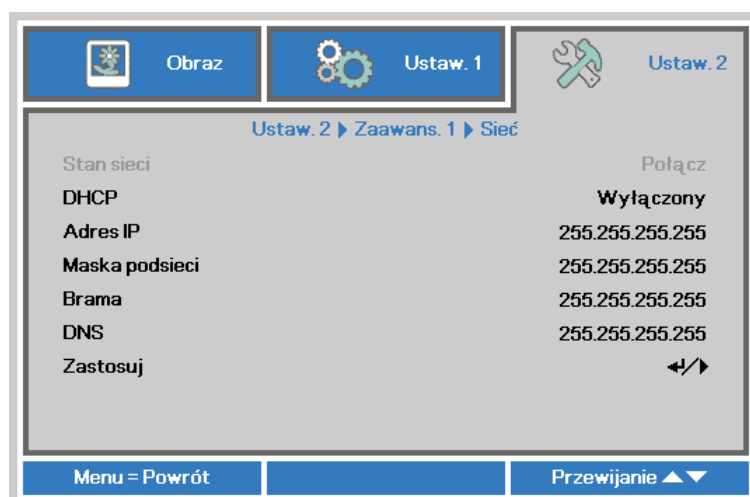 Obraz Ustaw. 1 Ustaw. 2
Ustaw. 2 Zaawans. 1 Sieć
Stan sieci Połącz
DHCP Wyłączony
Adres IP 255.255.255.255
Maska podsieci 255.255.255.255
Brama 255.255.255.255
DNS 255.255.255.255
Zastosuj
Menu = Powrót Przewijanie